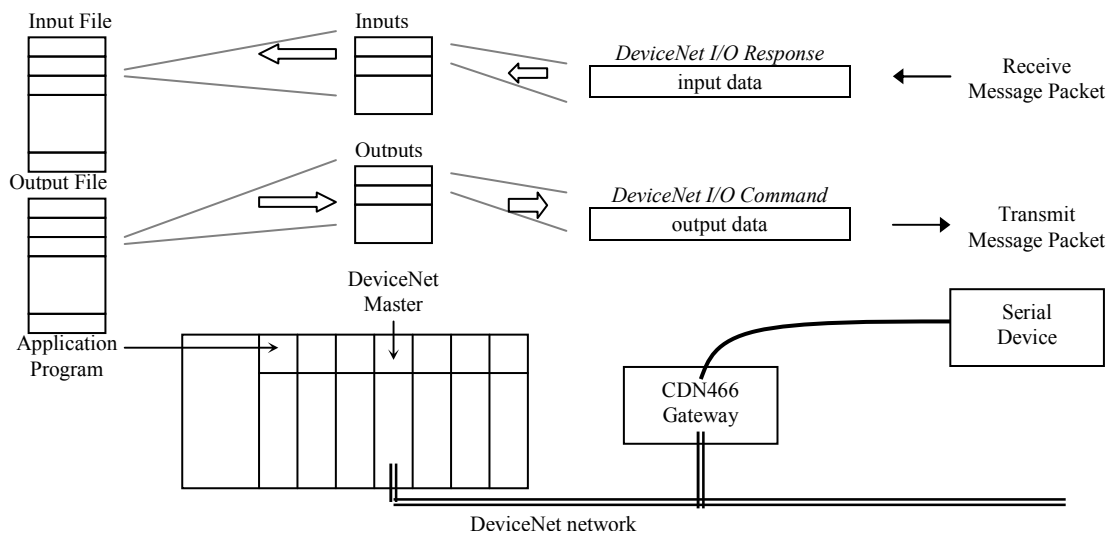 Input File
Inputs
DeviceNet I/O Response
input data
Receive
Message Packet
Output File
Outputs
DeviceNet I/O Command
output data
Transmit
Message Packet
DeviceNet
Master
Application
Program
CDN466
Gateway
Serial
Device
DeviceNet network